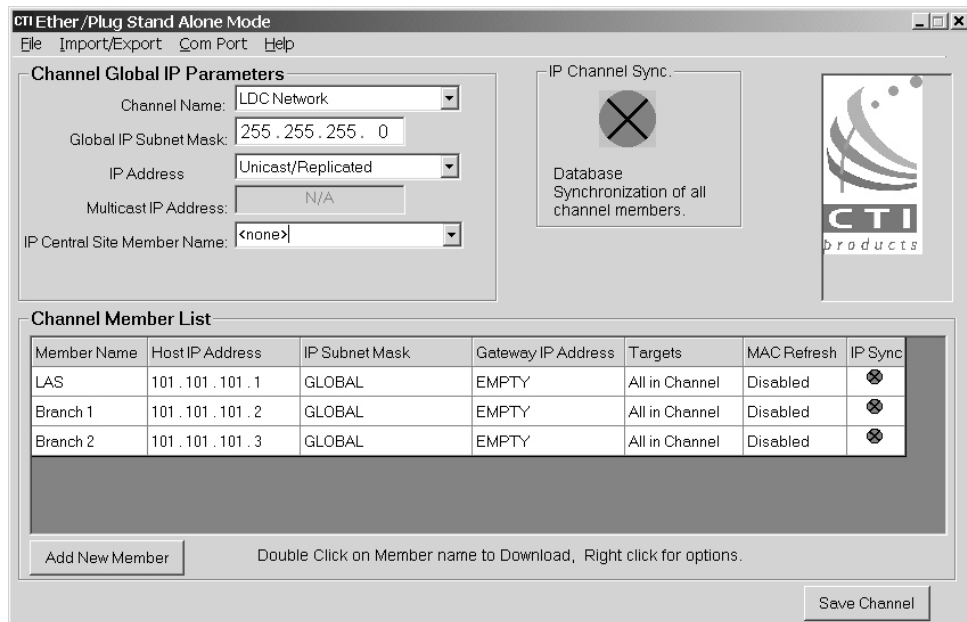 CTI Ether/Plug Stand Alone Mode
File Import/Export Com Port Help
Channel Global IP Parameters
Channel Name: LDC Network
Global IP Subnet Mask: 255 . 255 . 255 . 0
IP Address Unicast/Replicated
Multicast IP Address: N/A
IP Central Site Member Name: <none>
IP Channel Sync.
Database
Synchronization of all
channel members.
CTI
products
Channel Member List
Member Name Host IP Address IP Subnet Mask Gateway IP Address Targets MAC Refresh IP Sync
LAS 101 . 101 . 101 . 1 GLOBAL EMPTY All in Channel Disabled
Branch 1 101 . 101 . 101 . 2 GLOBAL EMPTY All in Channel Disabled
Branch 2 101 . 101 . 101 . 3 GLOBAL EMPTY All in Channel Disabled
Add New Member Double Click on Member name to Download, Right click for options.
Save Channel